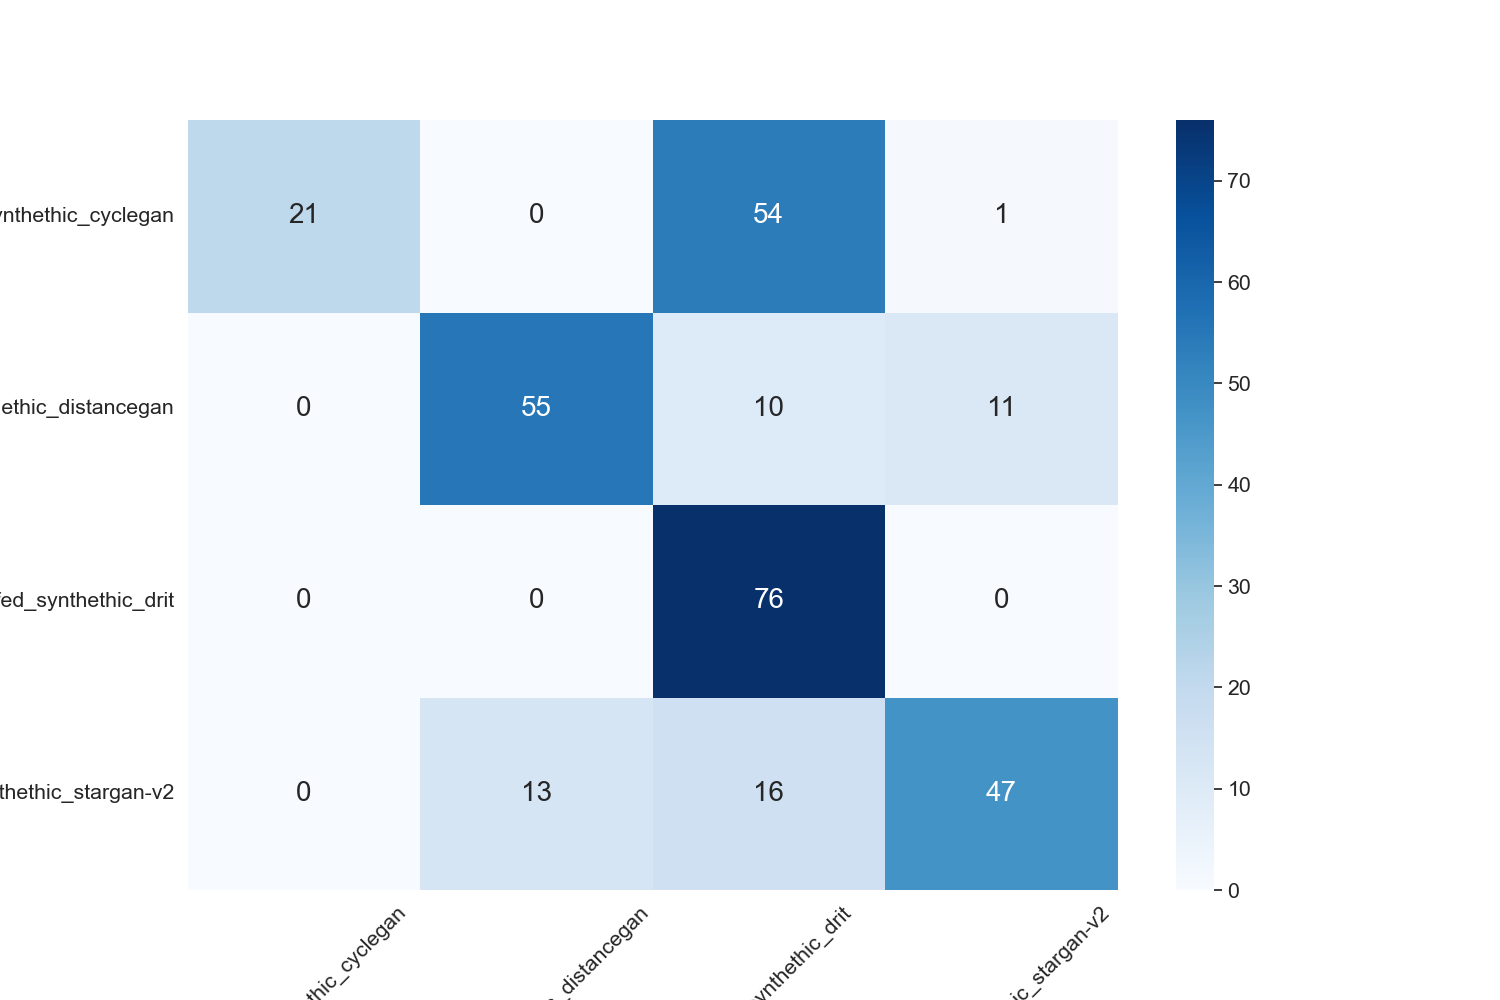 ynthethic_cyclegan 21 0 54 1
ethic_distancegan 0 55 10 11
fed_synthethic_drit 0 0 76 0
thethic_stargan-v2 0 13 16 47
thic_cyclegan
_distancegan
ynthethic_drit
ic_stargan-v2
70
60
50
40
30
20
10
0